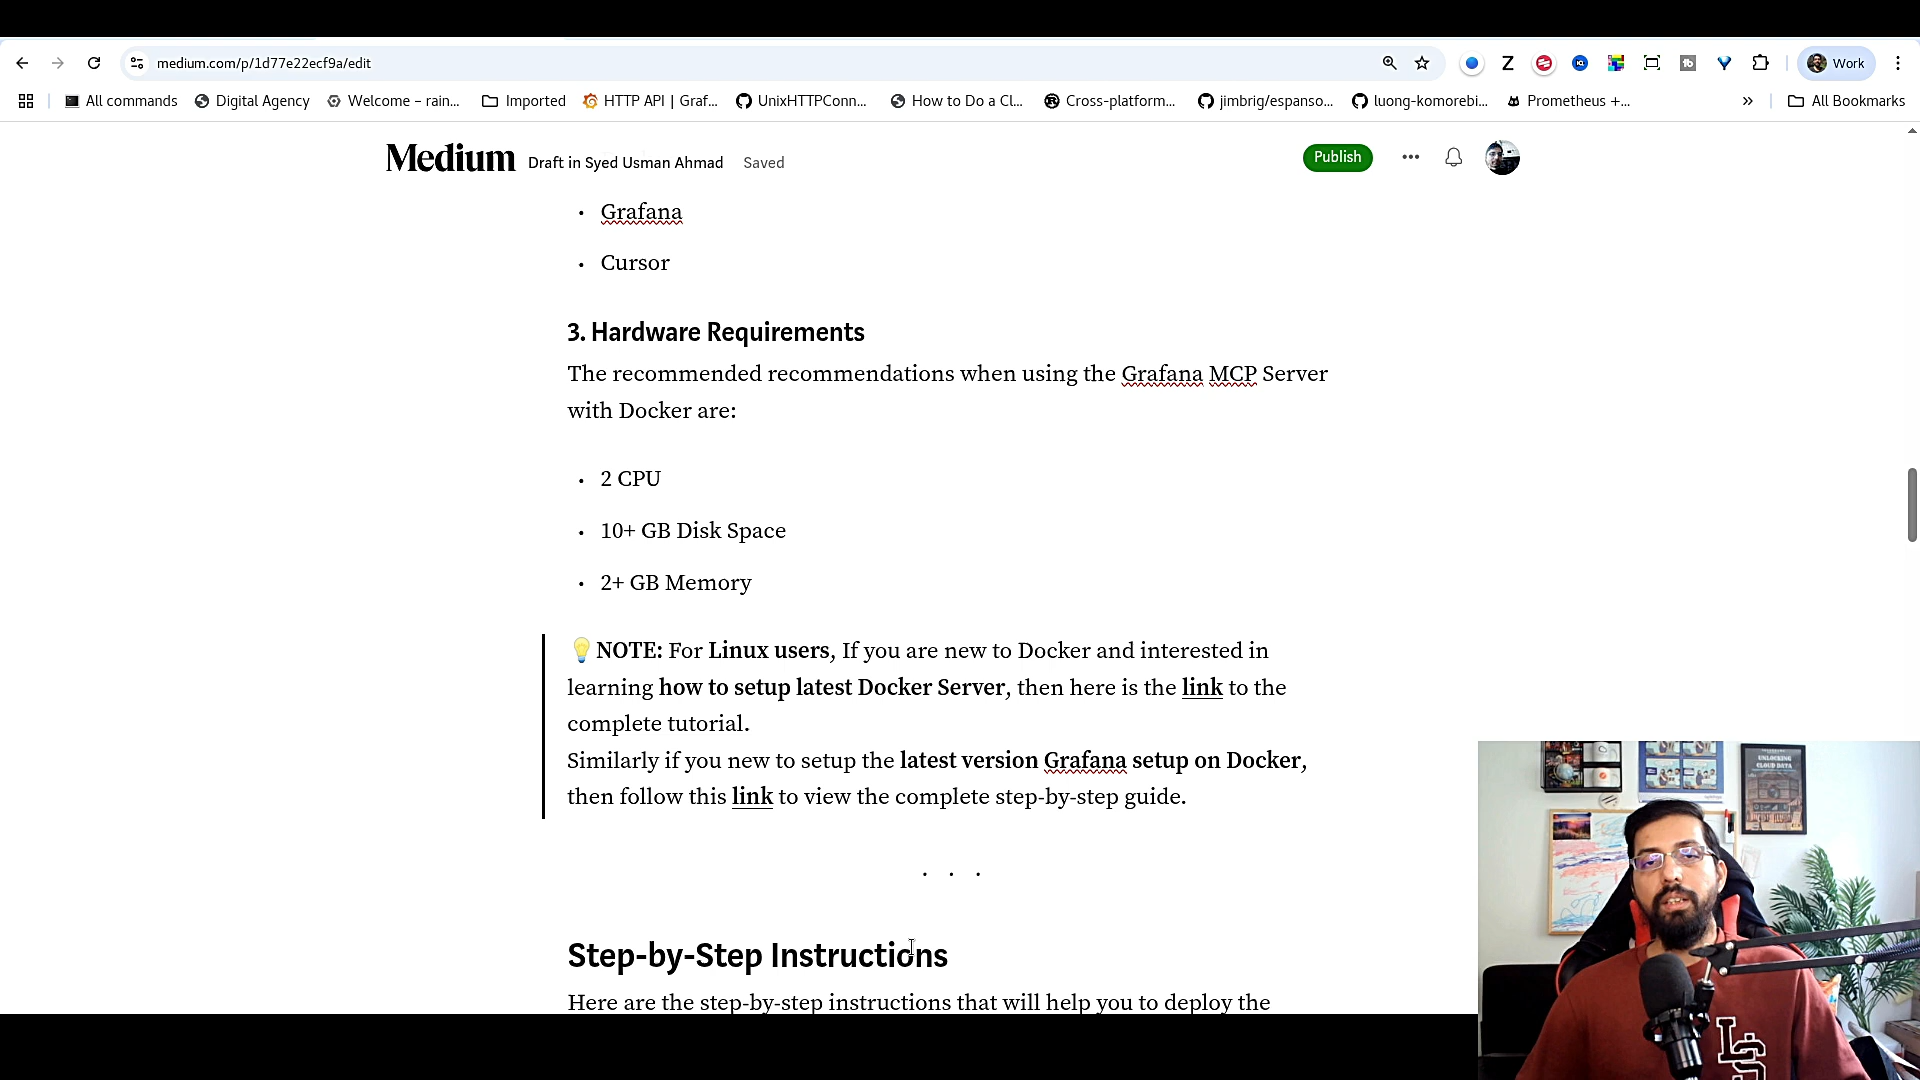 medium.com/p/1d77e22ecf9a/edit
Work
All commands
Digital Agency
Welcome – rain...
Imported
HTTP API | Graf...
UnixHTTPConn...
How to Do a Cl...
Cross-platform...
jimbrig/espanso...
luong-komorebi...
Prometheus +...
»
All Bookmarks
Medium
Draft in Syed Usman Ahmad
Saved
Publish
• Grafana
• Cursor
3. Hardware Requirements
The recommended recommendations when using the Grafana MCP Server
with Docker are:
• 2 CPU
• 10+ GB Disk Space
• 2+ GB Memory
💡NOTE: For Linux users, If you are new to Docker and interested in
learning how to setup latest Docker Server, then here is the link to the
complete tutorial.
Similarly if you new to setup the latest version Grafana setup on Docker,
then follow this link to view the complete step-by-step guide.
. . .
UNLOCKING
CLOUD DATA
Step-by-Step Instructions
Here are the step-by-step instructions that will help you to deploy the